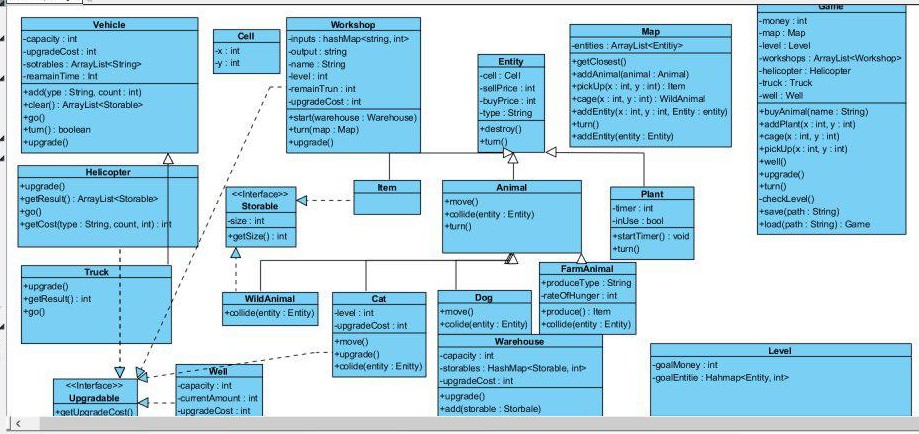 Vehicle
-capacity : int
-upgradeCost : int
-sotrables : ArrayList<String>
-reamainTime : Int
+add(ype : String, count : int)
+clear() : ArrayList<Storable>
+go()
+turn() : boolean
+upgrade()
Cell
-x : int
-y : int
Workshop
-inputs : hashMap<string, int>
-output : string
-name : String
-level : int
-remainTrun : int
-upgradeCost : int
+start(warehouse : Warehouse)
+turn(map : Map)
+upgrade()
Entity
-cell : Cell
-sellPrice : int
-buyPrice : int
-type : String
+destroy()
+turn()
Map
-entities : ArrayList<Entitiy>
+getClosest()
+addAnimal(animal : Animal)
+pickUp(x : int, y : int) : Item
+cage(x : int, y : int) : WildAnimal
+addEntity(x : int, y : int, Entity : entity)
+turn()
+addEntity(entity : Entity)
Game
-money : int
-map : Map
-level : Level
-workshops : ArrayList<Workshop>
-helicopter : Helicopter
-truck : Truck
-well : Well
+buyAnimal(name : String)
+addPlant(x : int, y : int)
+cage(x : int, y : int)
+pickUp(x : int, y : int)
+well()
+upgrade()
+turn()
-checkLevel()
+save(path : String)
+load(path : String) : Game
Helicopter
+upgrade()
+getResult() : ArrayList<Storable>
+go()
+getCost(type : String, count, int) : int
<<Interface>>
Storable
-size : int
+getSize() : int
Item
Animal
+move()
+collide(entity : Entity)
+turn()
Plant
-timer : int
-inUse : bool
+startTimer() : void
+turn()
Truck
+upgrade()
+getResult() : int
+go()
WildAnimal
+collide(entity : Entity)
Cat
-level : int
-upgradeCost : int
+move()
+upgrade()
+colide(entity : Enitty)
Dog
+move()
+colide(entity : Entity)
FarmAnimal
+produceType : String
-rateOfHunger : int
+produce() : Item
+collide(entity : Entity)
Warehouse
-capacity : int
-storables : HashMap<Storable, int>
-upgradeCost : int
+upgrade()
+add(storable : Storbale)
Level
-goalMoney : int
-goalEntitie : Hahmap<Entity, int>
<<Interface>>
Upgradable
+getUpgradeCost()
Well
-capacity : int
-currentAmount : int
-upgradeCost : int